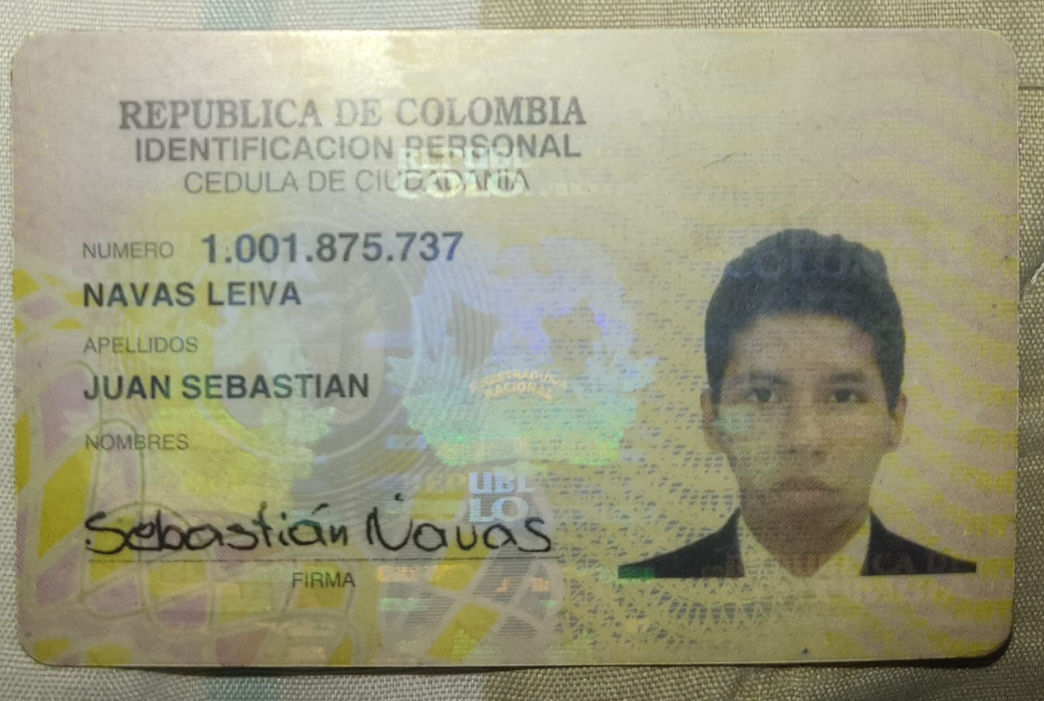 REPUBLICA DE COLOMBIA
IDENTIFICACION PERSONAL
CEDULA DE CIUDADANIA
NUMERO 1.001.875.737
NAVAS LEIVA
APELLIDOS
JUAN SEBASTIAN
NOMBRES
Sebastián Navas
FIRMA